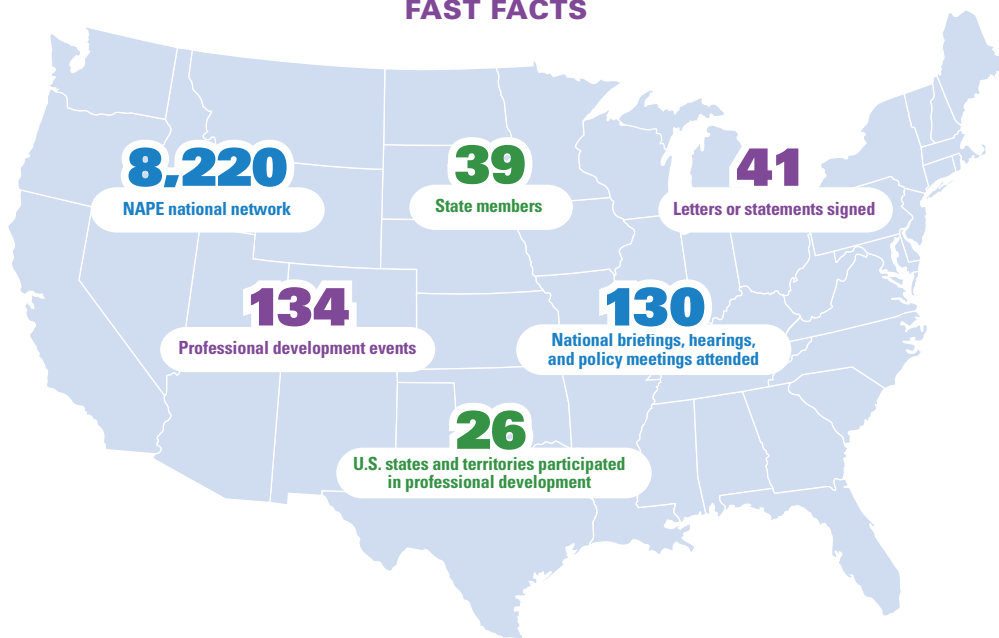 FAST FACTS
8,220
NAPE national network
39
State members
41
Letters or statements signed
134
Professional development events
130
National briefings, hearings,
and policy meetings attended
26
U.S. states and territories participated
in professional development